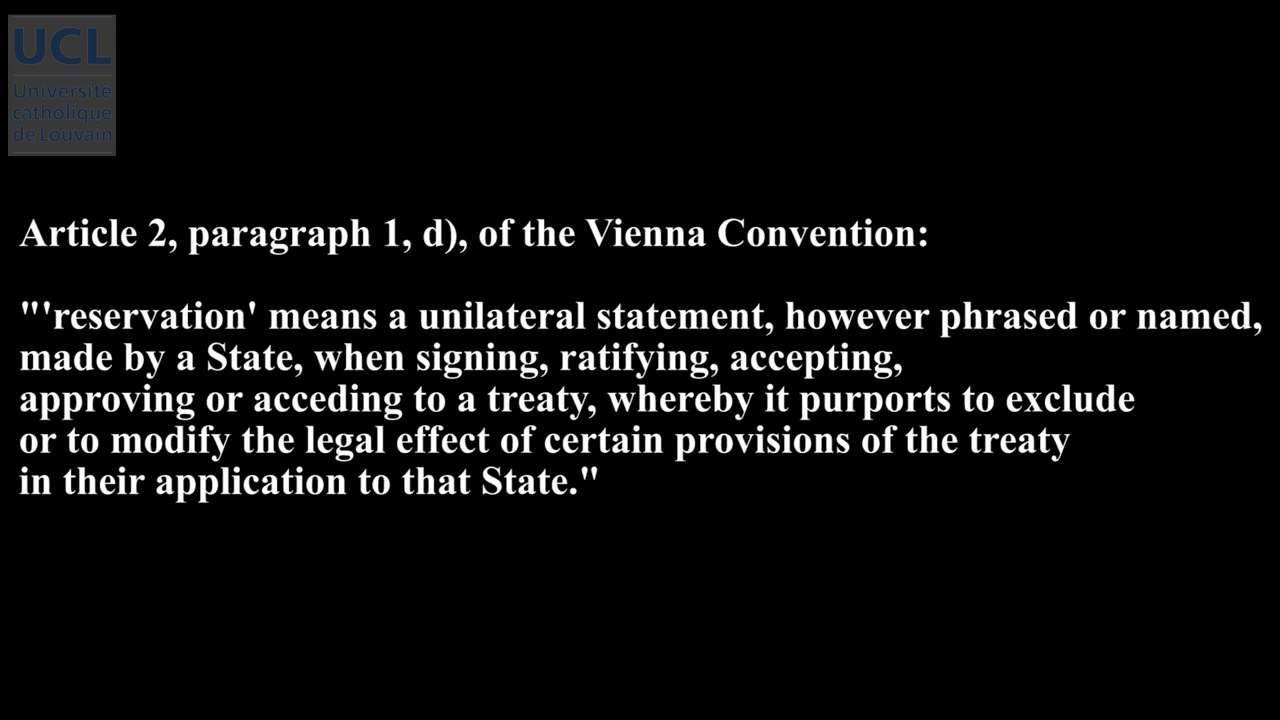 UCL
Université
catholique
de Louvain
Article 2, paragraph 1, d), of the Vienna Convention:
"'reservation' means a unilateral statement, however phrased or named,
made by a State, when signing, ratifying, accepting,
approving or acceding to a treaty, whereby it purports to exclude
or to modify the legal effect of certain provisions of the treaty
in their application to that State."